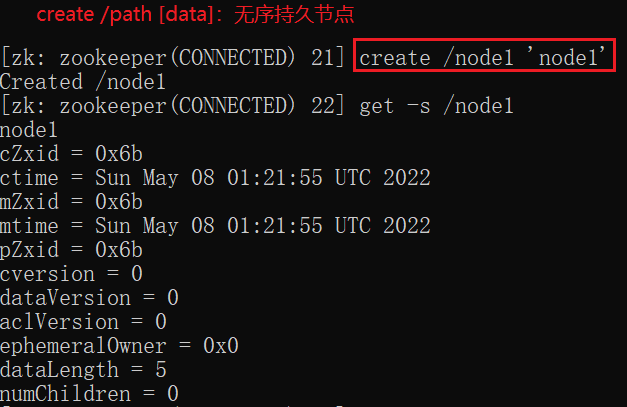 create /path [data]：无序持久节点
[zk: zookeeper(CONNECTED) 21] create /node1 'node1'
Created /node1
[zk: zookeeper(CONNECTED) 22] get -s /node1
node1
cZxid = 0x6b
ctime = Sun May 08 01:21:55 UTC 2022
mZxid = 0x6b
mtime = Sun May 08 01:21:55 UTC 2022
pZxid = 0x6b
cversion = 0
dataVersion = 0
aclVersion = 0
ephemeralOwner = 0x0
dataLength = 5
numChildren = 0